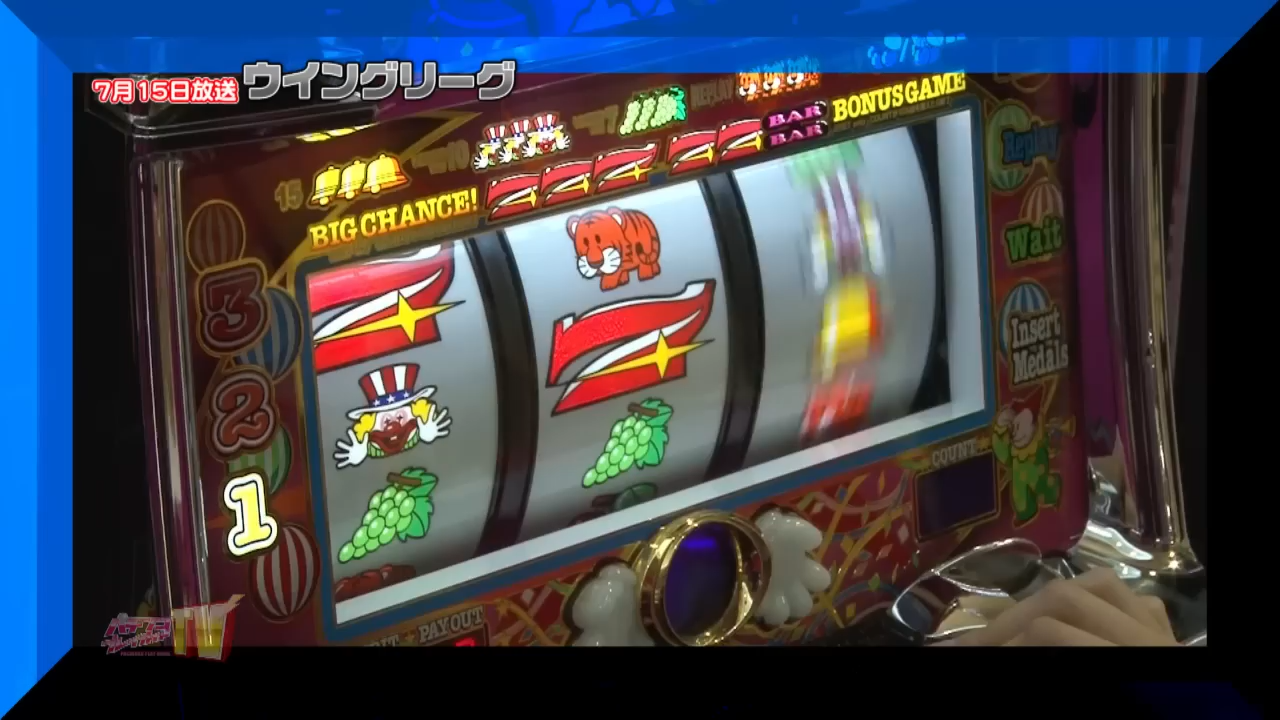 7月15日放送 ウイングリーグ
15
10
REPLAY
BAR
BAR
BONUS GAME
BIG CHANCE!
Replay
Wait
3
Insert
Medals
2
1
COUNT
PAY OUT
TV